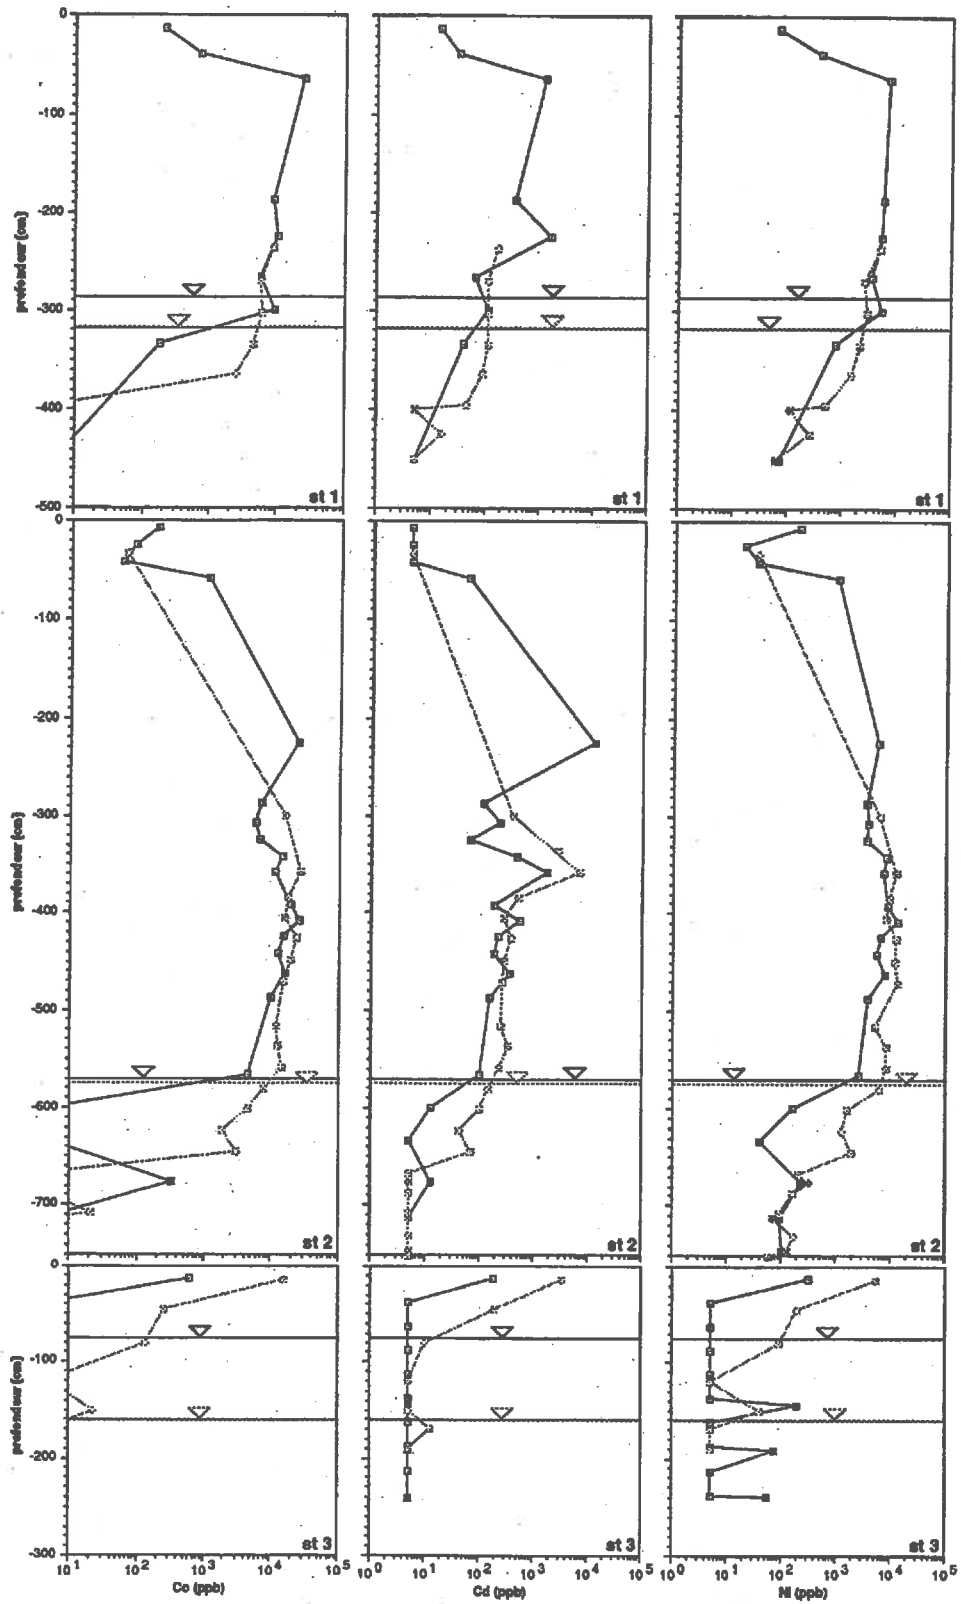 0
-100
-200
-300
-400
-500
profondeur (cm)
st 1
st 1
st 1
0
-100
-200
-300
-400
-500
-600
-700
profondeur (cm)
st 2
st 2
st 2
0
-100
-200
-300
profondeur (cm)
st 3
st 3
st 3
10^1 10^2 10^3 10^4 10^5
10^0 10^1 10^2 10^3 10^4 10^5
10^0 10^1 10^2 10^3 10^4 10^5
Co (ppb)
Cd (ppb)
Ni (ppb)